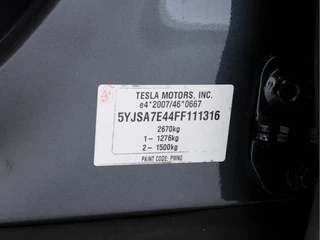 TESLA MOTORS, INC.
e4*2007/46*0667
5YJSA7E44FF111316
2670kg
1- 1276kg
2- 1500kg
PAINT CODE: PMNG